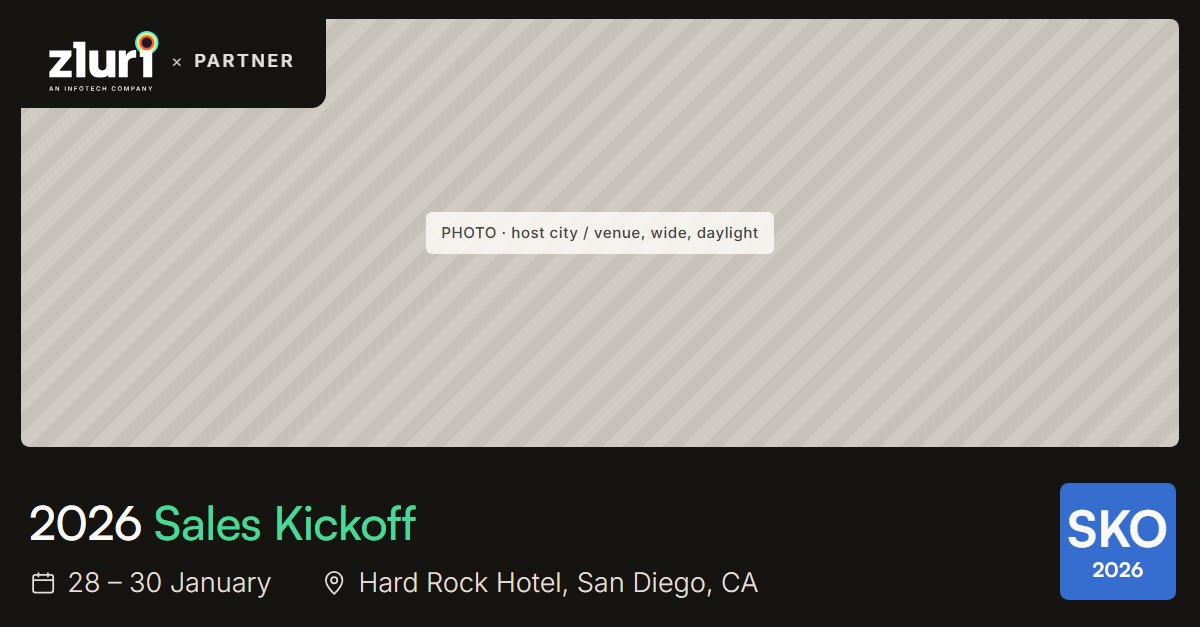 zluri × PARTNER
AN INFOTECH COMPANY
PHOTO · host city / venue, wide, daylight
2026 Sales Kickoff
28 – 30 January
Hard Rock Hotel, San Diego, CA
SKO
2026